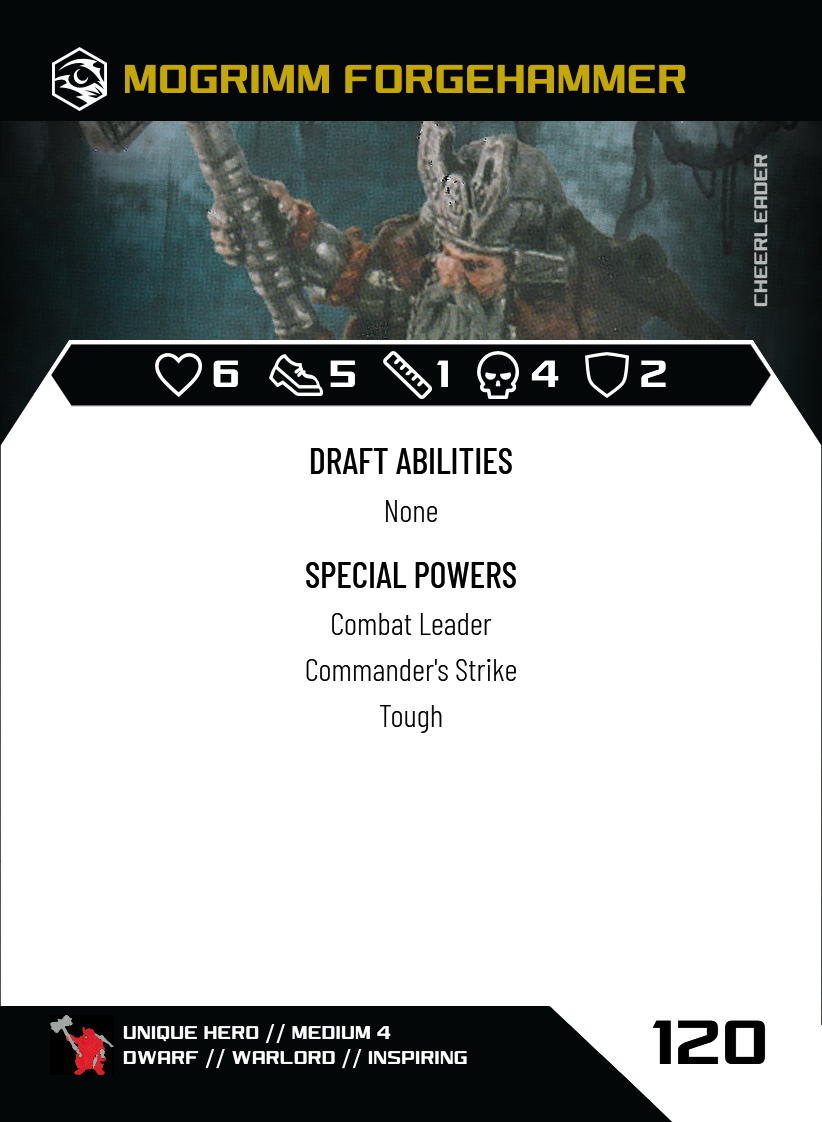 MOGRIMM FORGEHAMMER
CHEERLEADER
6 5 1 4 2
DRAFT ABILITIES
None
SPECIAL POWERS
Combat Leader
Commander's Strike
Tough
UNIQUE HERO // MEDIUM 4
DWARF // WARLORD // INSPIRING
120